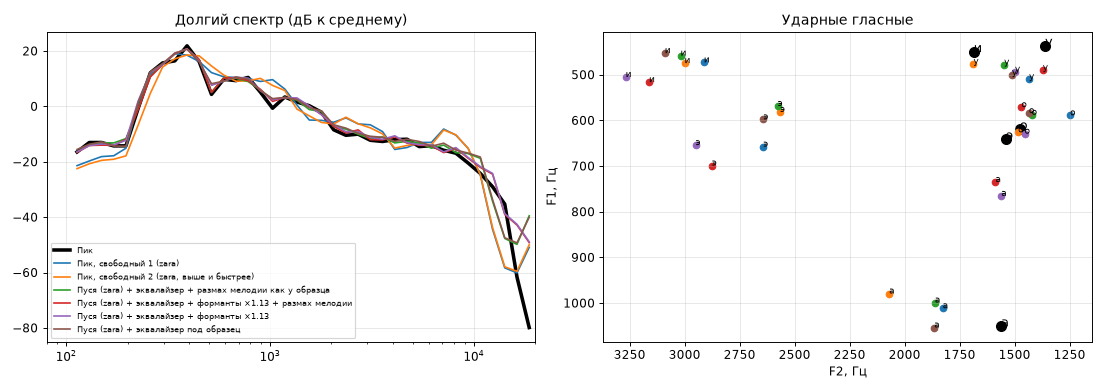 Долгий спектр (дБ к среднему)
20
0
−20
−40
−60
−80
10²
10³
10⁴
Пик
Пик, свободный 1 (zara)
Пик, свободный 2 (zara, выше и быстрее)
Пуся (zara) + эквалайзер + размах мелодии как у образца
Пуся (zara) + эквалайзер + форманты ×1.13 + размах мелодии
Пуся (zara) + эквалайзер + форманты ×1.13
Пуся (zara) + эквалайзер под образец
Ударные гласные
F1, Гц
500
600
700
800
900
1000
3250
3000
2750
2500
2250
2000
1750
1500
1250
F2, Гц